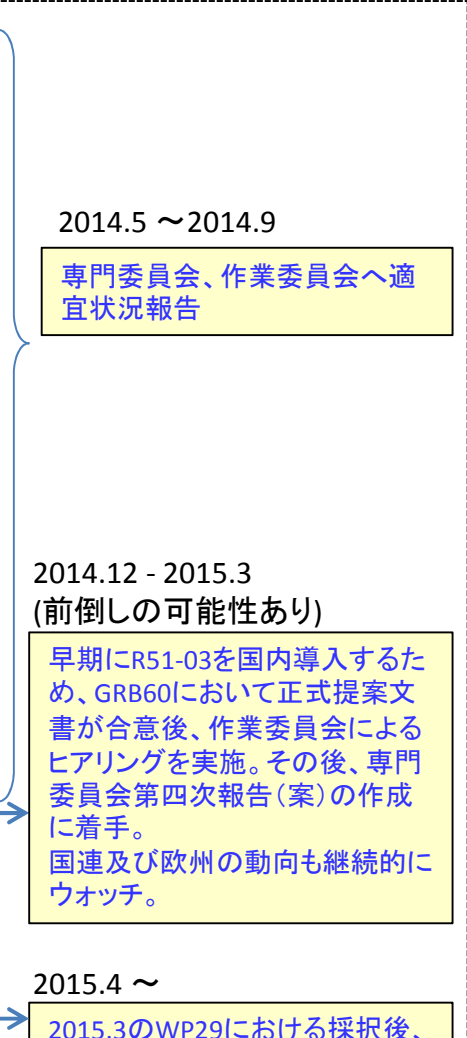 2014.5 ～2014.9
専門委員会、作業委員会へ適
宜状況報告
2014.12 - 2015.3
(前倒しの可能性あり)
早期にR51-03を国内導入するた
め、GRB60において正式提案文
書が合意後、作業委員会による
ヒアリングを実施。その後、専門
委員会第四次報告（案）の作成
に着手。
国連及び欧州の動向も継続的に
ウォッチ。
2015.4 ～
2015.3のWP29における採択後、